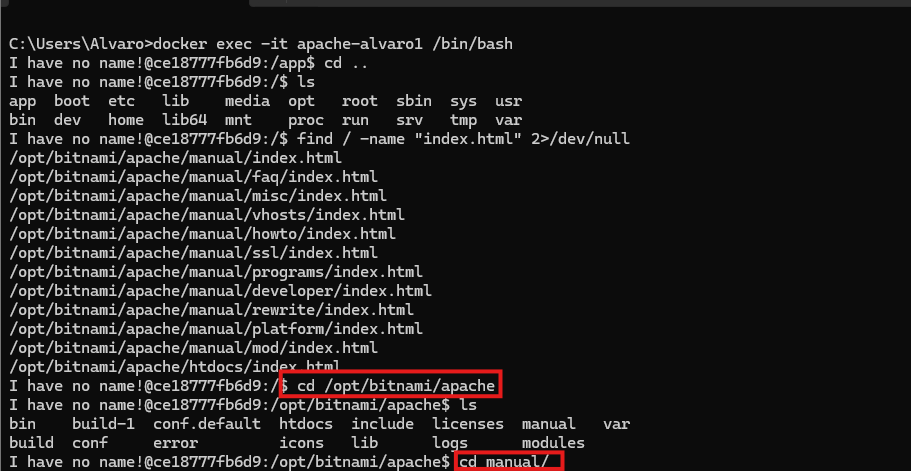 C:\Users\Alvaro>docker exec -it apache-alvaro1 /bin/bash
I have no name!@ce18777fb6d9:/app$ cd ..
I have no name!@ce18777fb6d9:/$ ls
app  boot  etc   lib    media  opt   root  sbin  sys  usr
bin  dev   home  lib64  mnt    proc  run   srv   tmp  var
I have no name!@ce18777fb6d9:/$ find / -name "index.html" 2>/dev/null
/opt/bitnami/apache/manual/index.html
/opt/bitnami/apache/manual/faq/index.html
/opt/bitnami/apache/manual/misc/index.html
/opt/bitnami/apache/manual/vhosts/index.html
/opt/bitnami/apache/manual/howto/index.html
/opt/bitnami/apache/manual/ssl/index.html
/opt/bitnami/apache/manual/programs/index.html
/opt/bitnami/apache/manual/developer/index.html
/opt/bitnami/apache/manual/rewrite/index.html
/opt/bitnami/apache/manual/platform/index.html
/opt/bitnami/apache/manual/mod/index.html
/opt/bitnami/apache/htdocs/index.html
I have no name!@ce18777fb6d9:/$ cd /opt/bitnami/apache
I have no name!@ce18777fb6d9:/opt/bitnami/apache$ ls
bin    build-1  conf.default  htdocs  include  licenses  manual   var
build  conf     error         icons   lib      logs      modules
I have no name!@ce18777fb6d9:/opt/bitnami/apache$ cd manual/